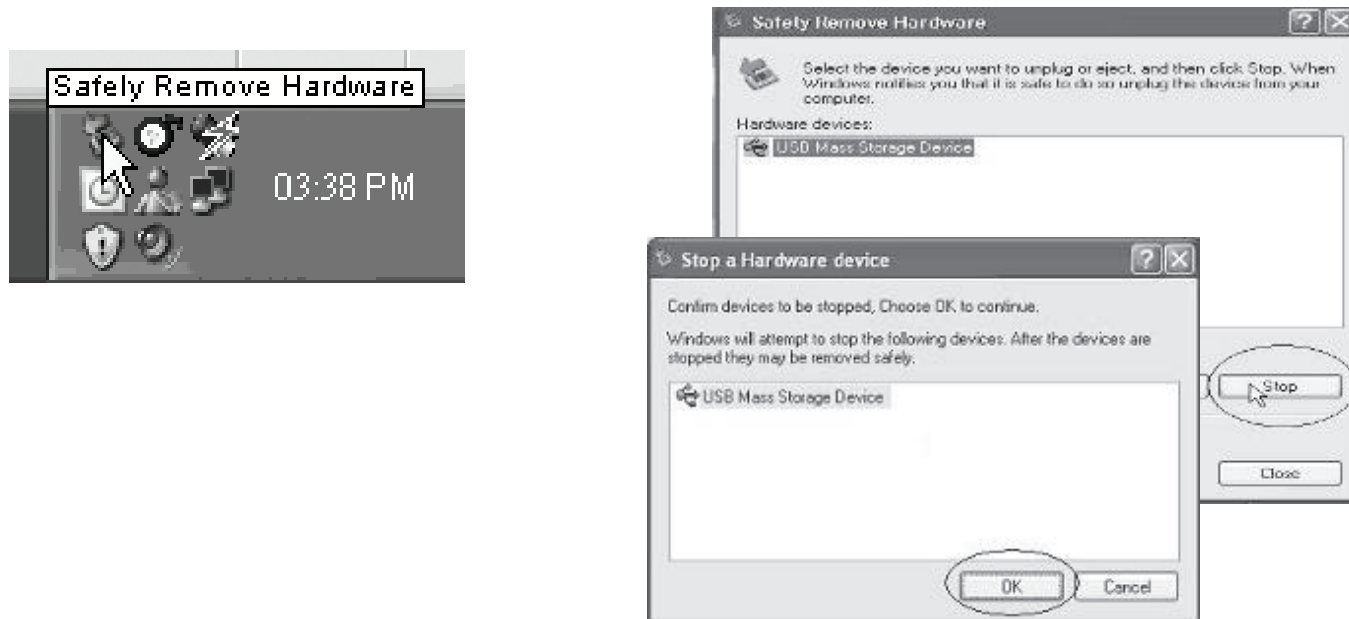 Safely Remove Hardware
03:38 PM
Safely Remove Hardware
Select the device you want to unplug or eject, and then click Stop. When
Windows notifies you that it is safe to do so unplug the device from your
computer.
Hardware devices:
USB Mass Storage Device
Stop
Close
Stop a Hardware device
Confirm devices to be stopped, Choose OK to continue.
Windows will attempt to stop the following devices. After the devices are
stopped they may be removed safely.
USB Mass Storage Device
OK
Cancel